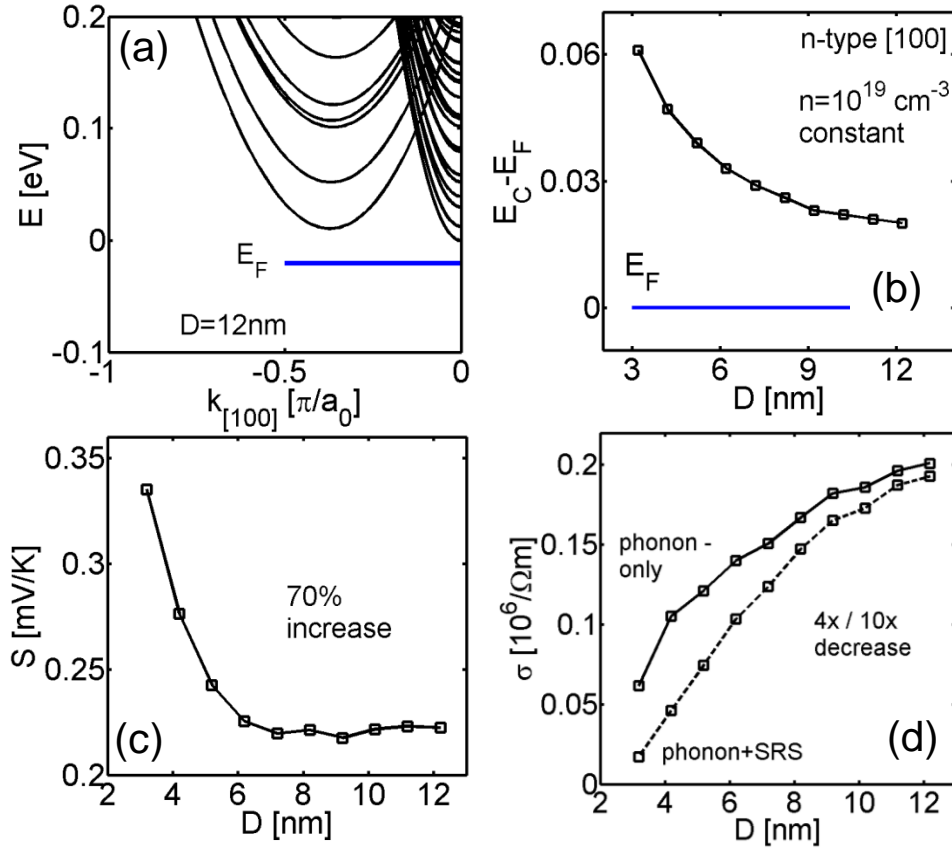 (a)
0.2
0.1
0
-0.1
E [eV]
E_F
D=12nm
-1
-0.5
0
k_[100] [π/a_0]
n-type [100]
n=10^19 cm^-3
constant
0.06
0.03
0
E_C-E_F
E_F
(b)
3
6
9
12
D [nm]
0.35
0.3
0.25
0.2
S [mV/K]
70%
increase
(c)
2
4
6
8
10
12
D [nm]
0.2
0.15
0.1
0.05
0
σ [10^6/Ωm]
phonon -
only
4x / 10x
decrease
phonon+SRS
(d)
2
4
6
8
10
12
D [nm]